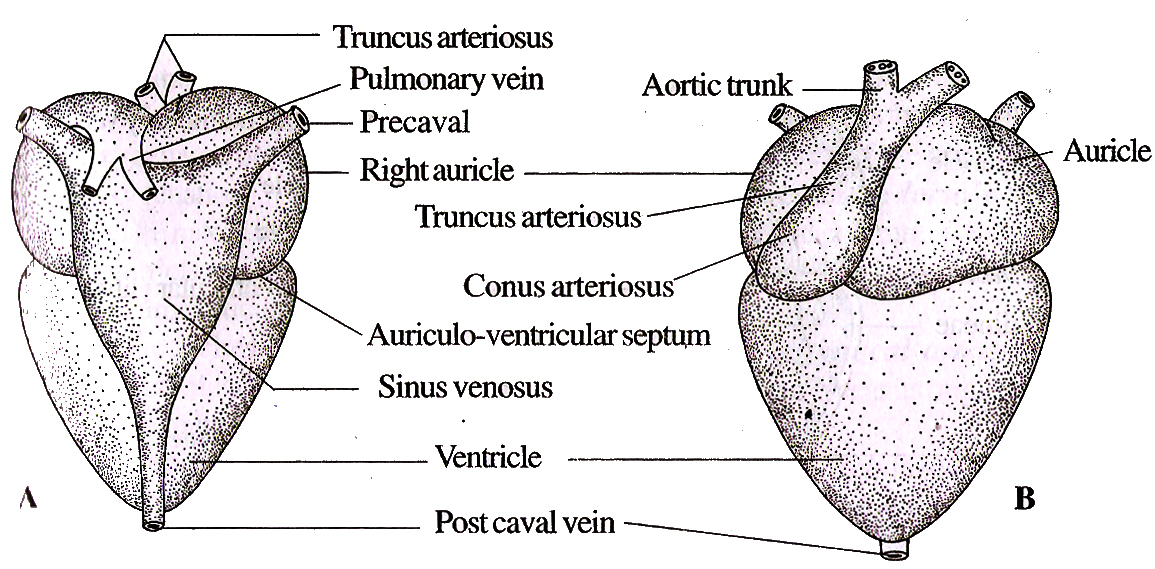 Truncus arteriosus
Pulmonary vein
Aortic trunk
Precaval
Auricle
Right auricle
Truncus arteriosus
Conus arteriosus
Auriculo-ventricular septum
Sinus venosus
Ventricle
A
B
Post caval vein